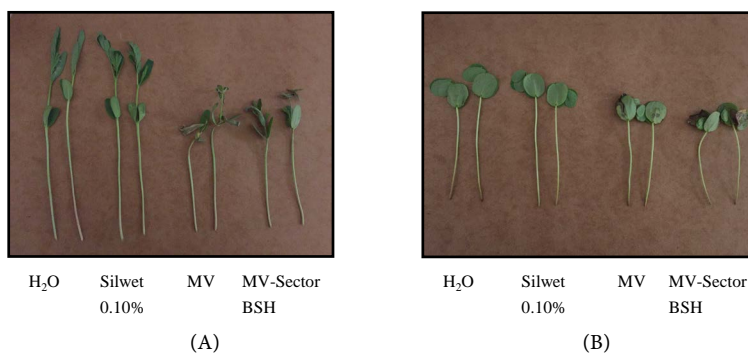 H₂O Silwet MV MV-Sector
0.10% BSH
(A)
H₂O Silwet MV MV-Sector
0.10% BSH
(B)